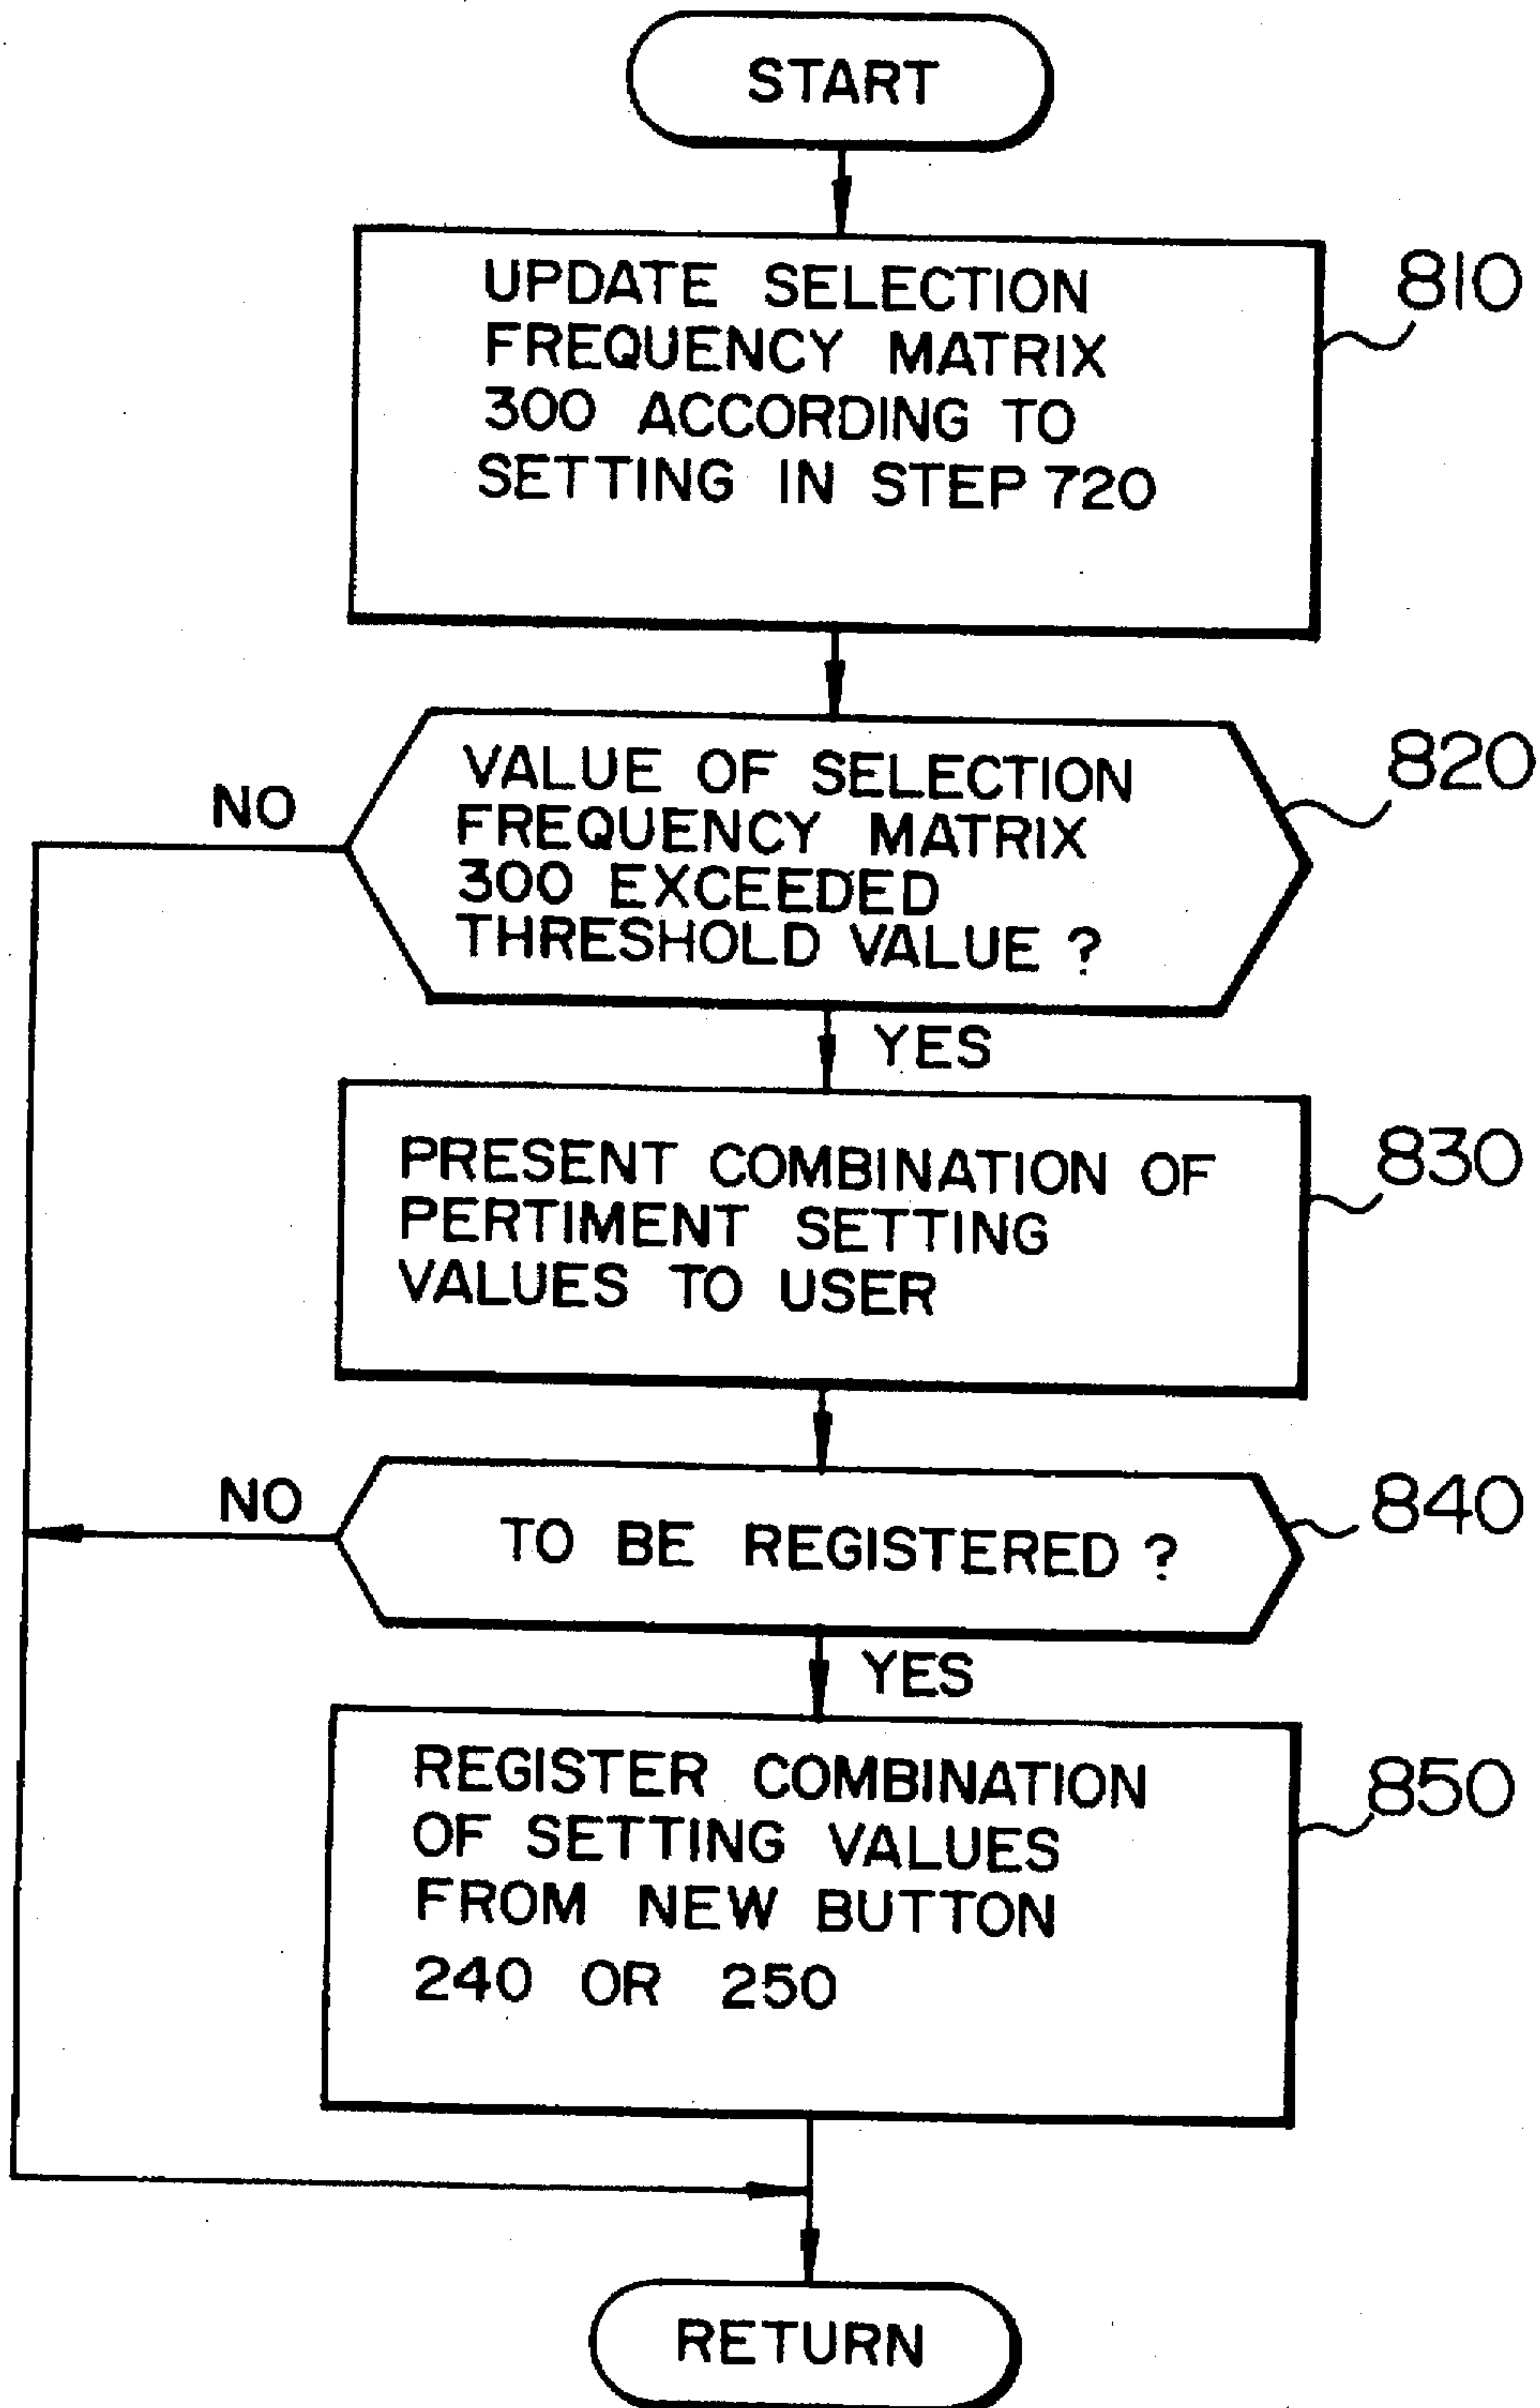 START
UPDATE SELECTION
FREQUENCY MATRIX
300 ACCORDING TO
SETTING IN STEP 720
810
VALUE OF SELECTION
FREQUENCY MATRIX
300 EXCEEDED
THRESHOLD VALUE ?
820
NO
YES
PRESENT COMBINATION OF
PERTIMENT SETTING
VALUES TO USER
830
TO BE REGISTERED ?
840
NO
YES
REGISTER COMBINATION
OF SETTING VALUES
FROM NEW BUTTON
240 OR 250
850
RETURN